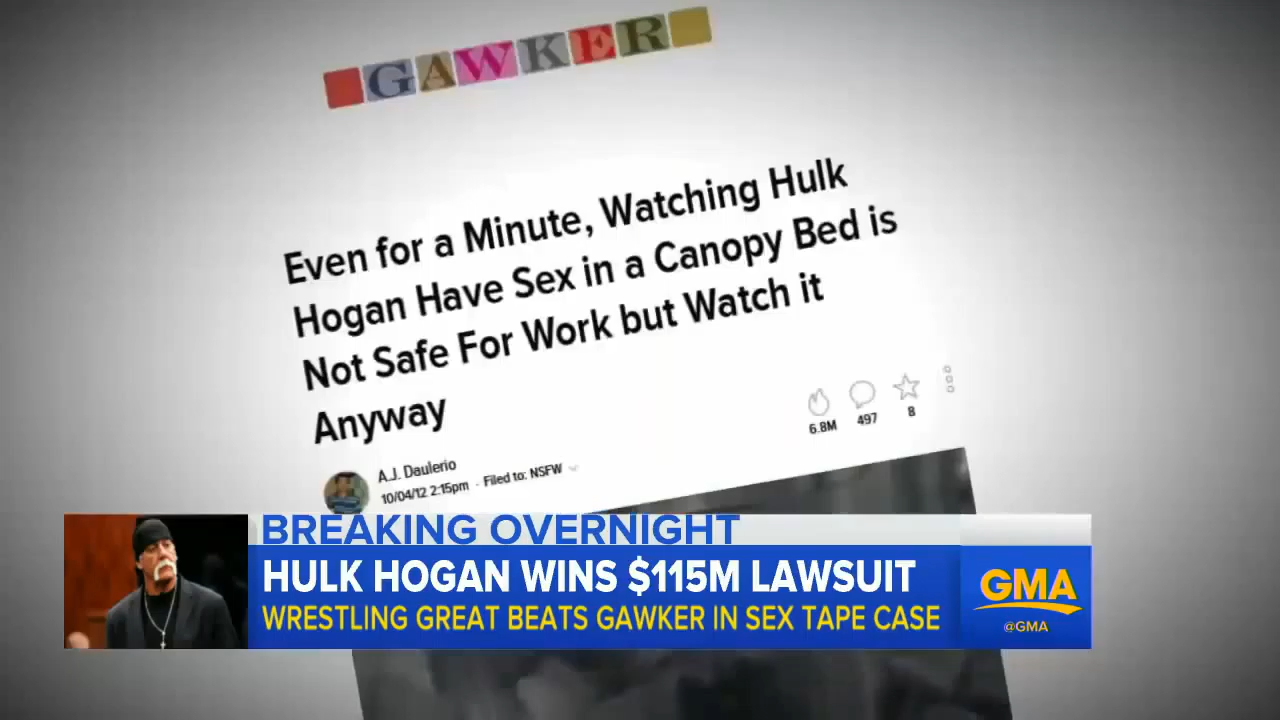 GAWKER
Even for a Minute, Watching Hulk
Hogan Have Sex in a Canopy Bed is
Not Safe For Work but Watch it
Anyway
6.8M 497 8
A.J. Daulerio
10/04/12 2:15pm - Filed to: NSFW
BREAKING OVERNIGHT
HULK HOGAN WINS $115M LAWSUIT
WRESTLING GREAT BEATS GAWKER IN SEX TAPE CASE
GMA
@GMA